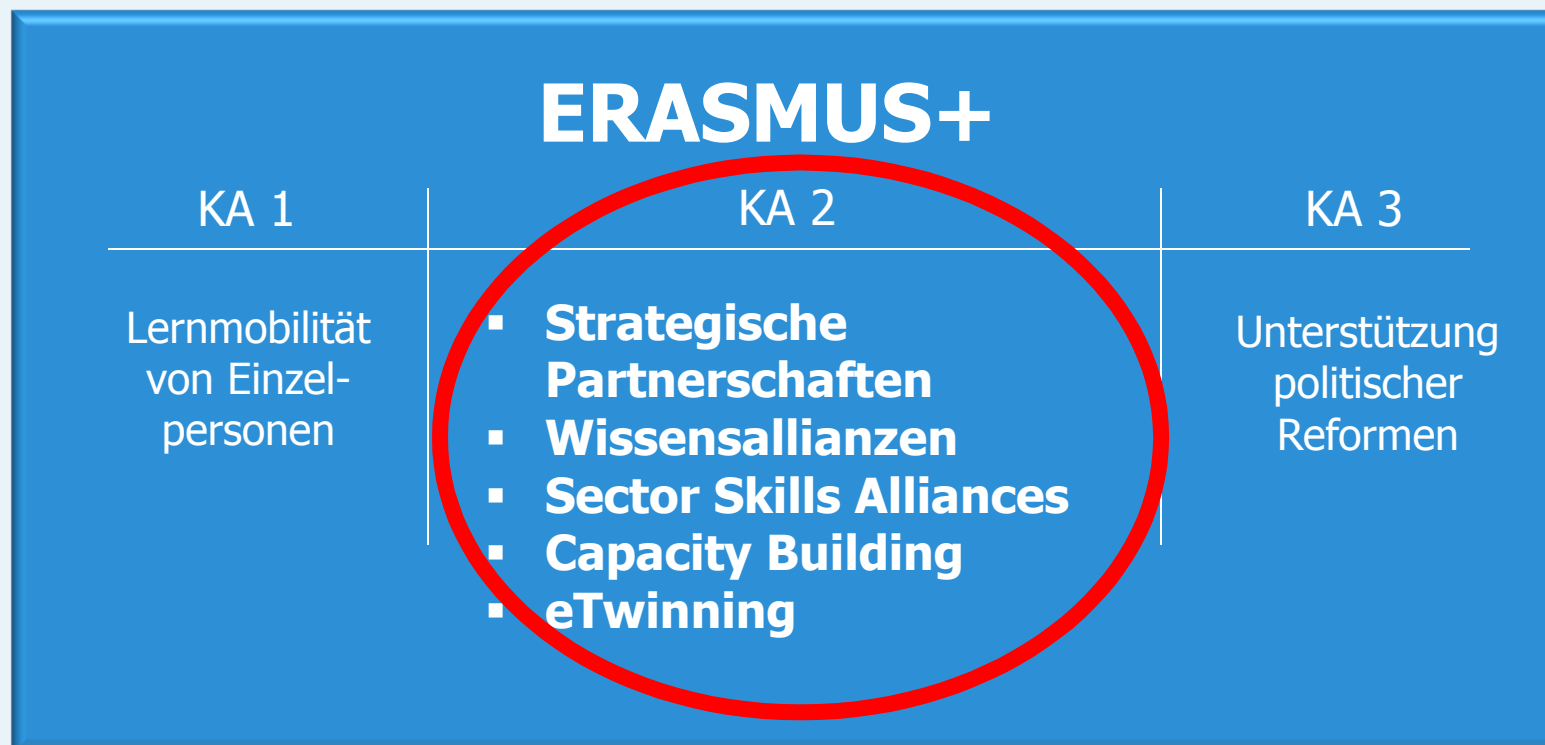 ERASMUS+
KA 1
KA 2
KA 3
Lernmobilität
von Einzel-
personen
▪ Strategische
Partnerschaften
▪ Wissensallianzen
▪ Sector Skills Alliances
▪ Capacity Building
▪ eTwinning
Unterstützung
politischer
Reformen